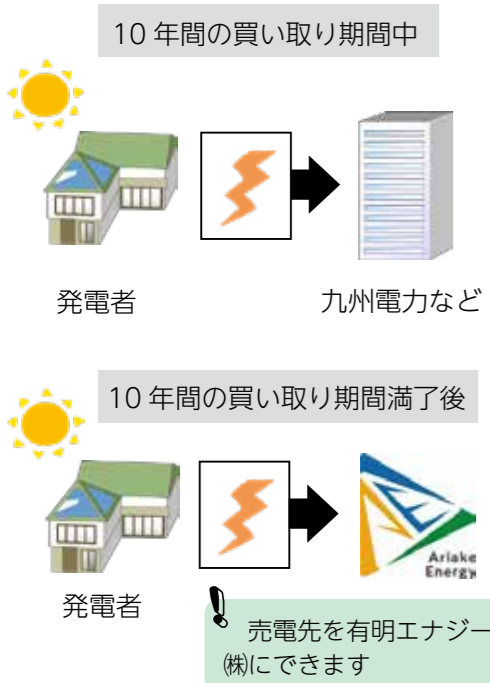 10 年間の買い取り期間中
発電者
九州電力など
10 年間の買い取り期間満了後
Ariake
Energy
発電者
売電先を有明エナジー
㈱にできます